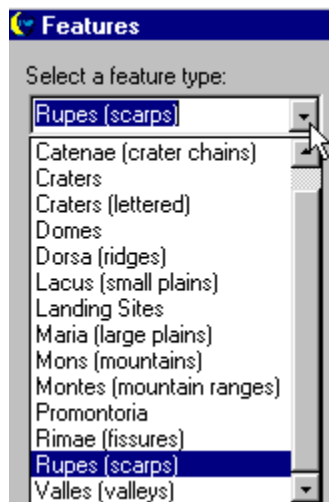 Features
Select a feature type:
Rupes (scarps)
Catenae (crater chains)
Craters
Craters (lettered)
Domes
Dorsa (ridges)
Lacus (small plains)
Landing Sites
Maria (large plains)
Mons (mountains)
Montes (mountain ranges)
Promontoria
Rimae (fissures)
Rupes (scarps)
Valles (valleys)